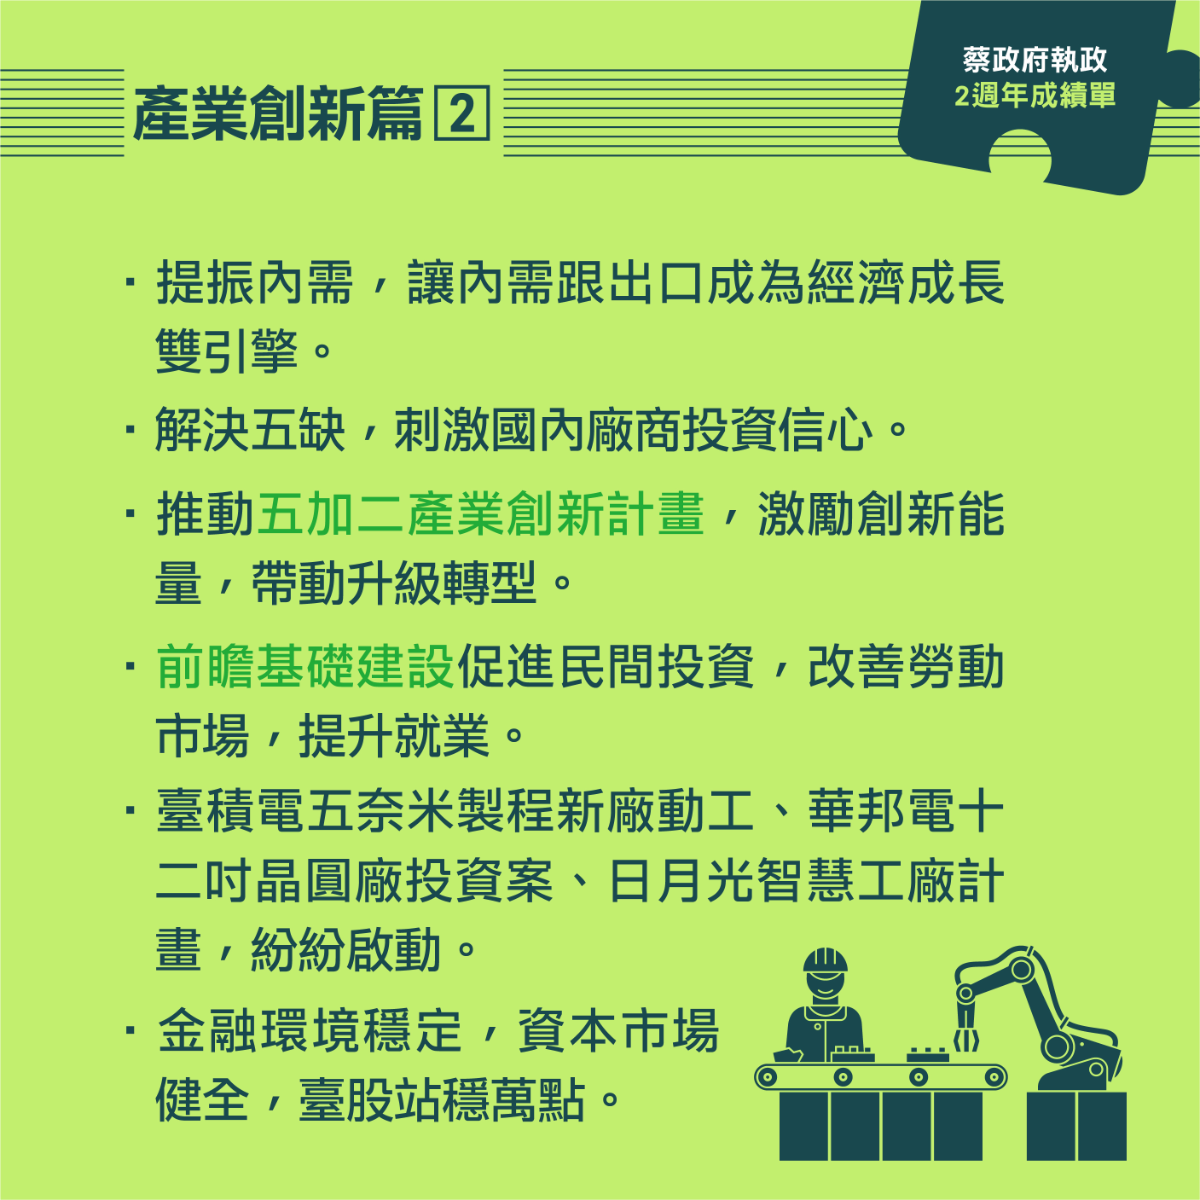 蔡政府執政
2週年成績單
產業創新篇2
・提振內需，讓內需跟出口成為經濟成長
雙引擎。
・解決五缺，刺激國內廠商投資信心。
・推動五加二產業創新計畫，激勵創新能
量，帶動升級轉型。
・前瞻基礎建設促進民間投資，改善勞動
市場，提升就業。
・臺積電五奈米製程新廠動工、華邦電十
二吋晶圓廠投資案、日月光智慧工廠計
畫，紛紛啟動。
・金融環境穩定，資本市場
健全，臺股站穩萬點。